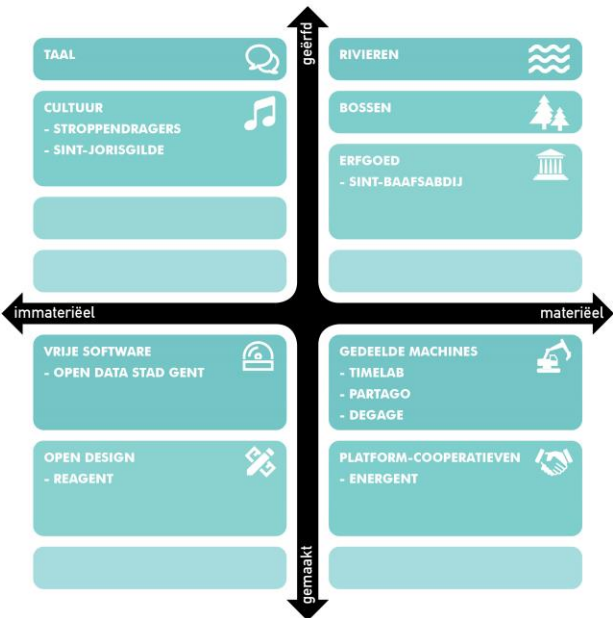 geërfd
TAAL
CULTUUR
- STROPPENDRAGERS
- SINT-JORISGILDE
RIVIEREN
BOSSEN
ERFGOED
- SINT-BAAFSABDIJ
immateriëel
materiëel
VRIJE SOFTWARE
- OPEN DATA STAD GENT
OPEN DESIGN
- REAGENT
GEDEELDE MACHINES
- TIMELAB
- PARTAGO
- DEGAGE
PLATFORM-COOPERATIEVEN
- ENERGENT
gemaakt